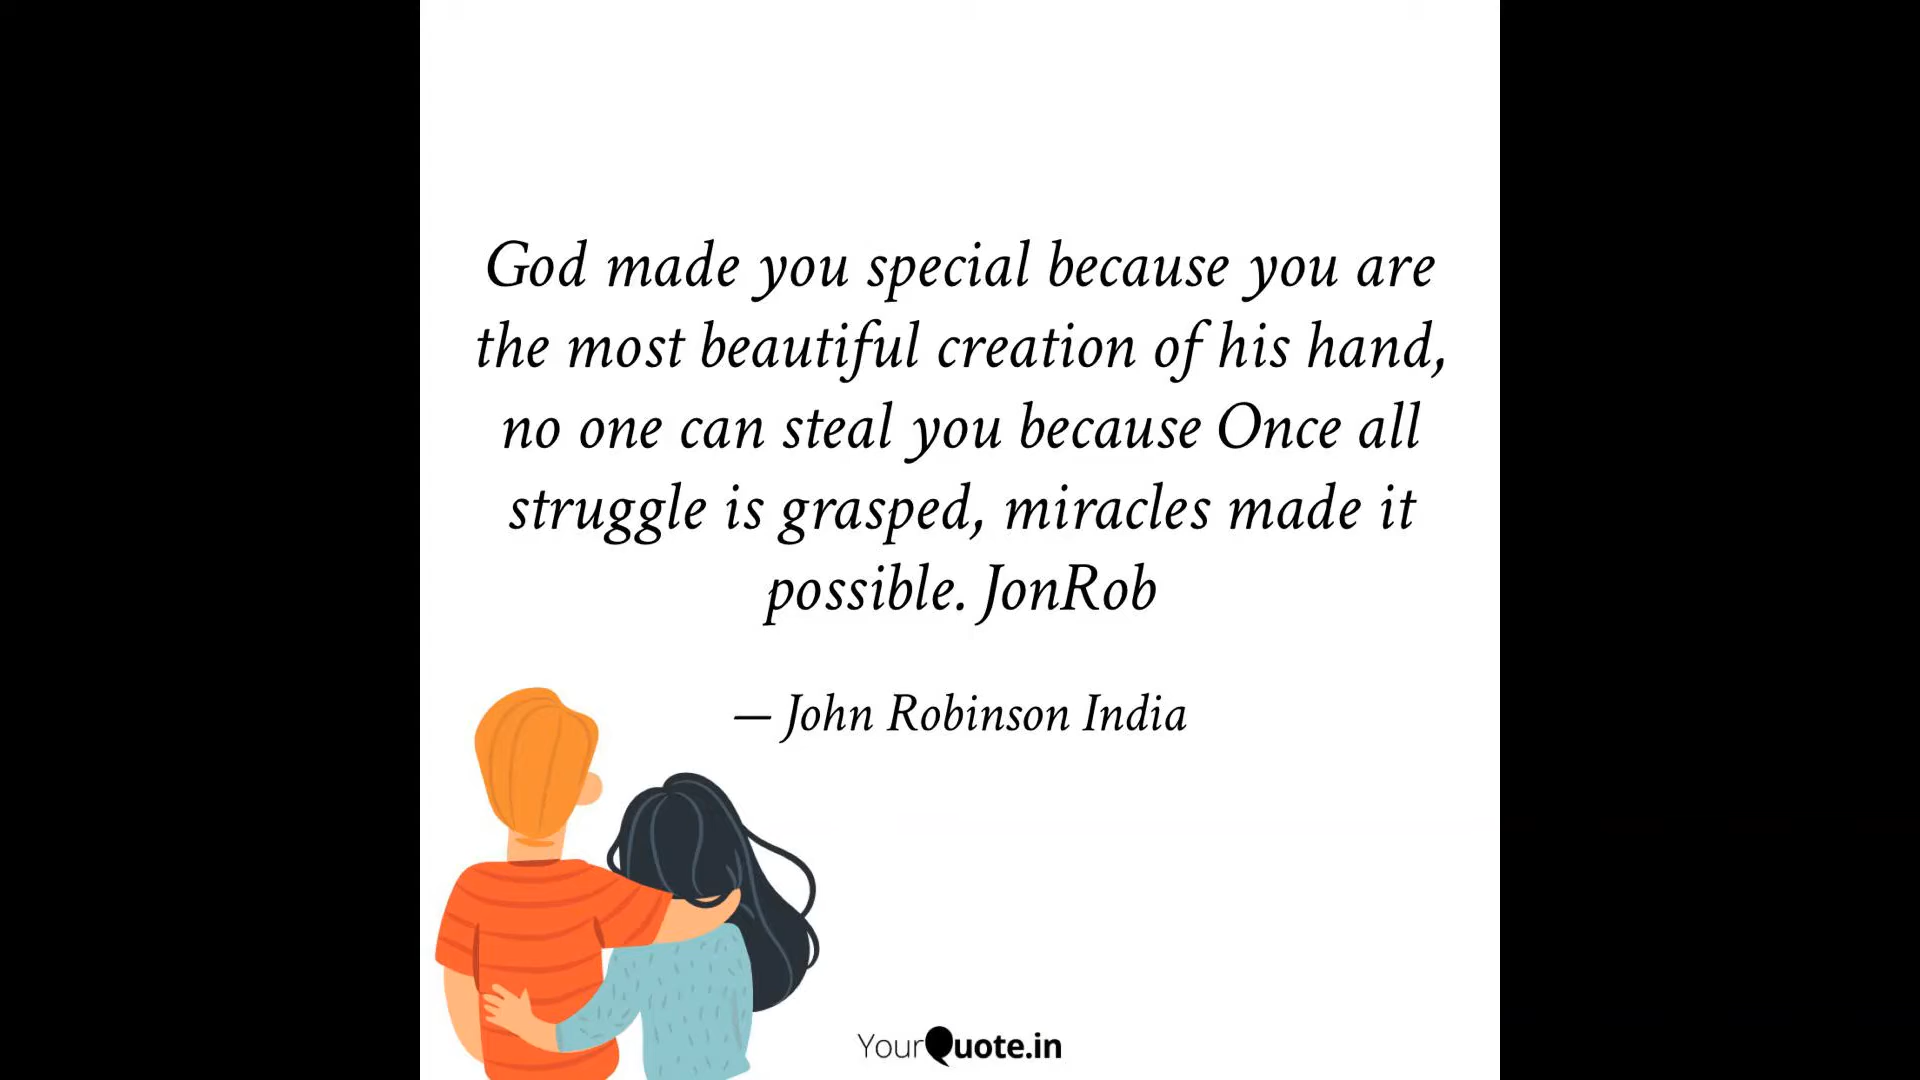 God made you special because you are
the most beautiful creation of his hand,
no one can steal you because Once all
struggle is grasped, miracles made it
possible. JonRob
— John Robinson India
YourQuote.in